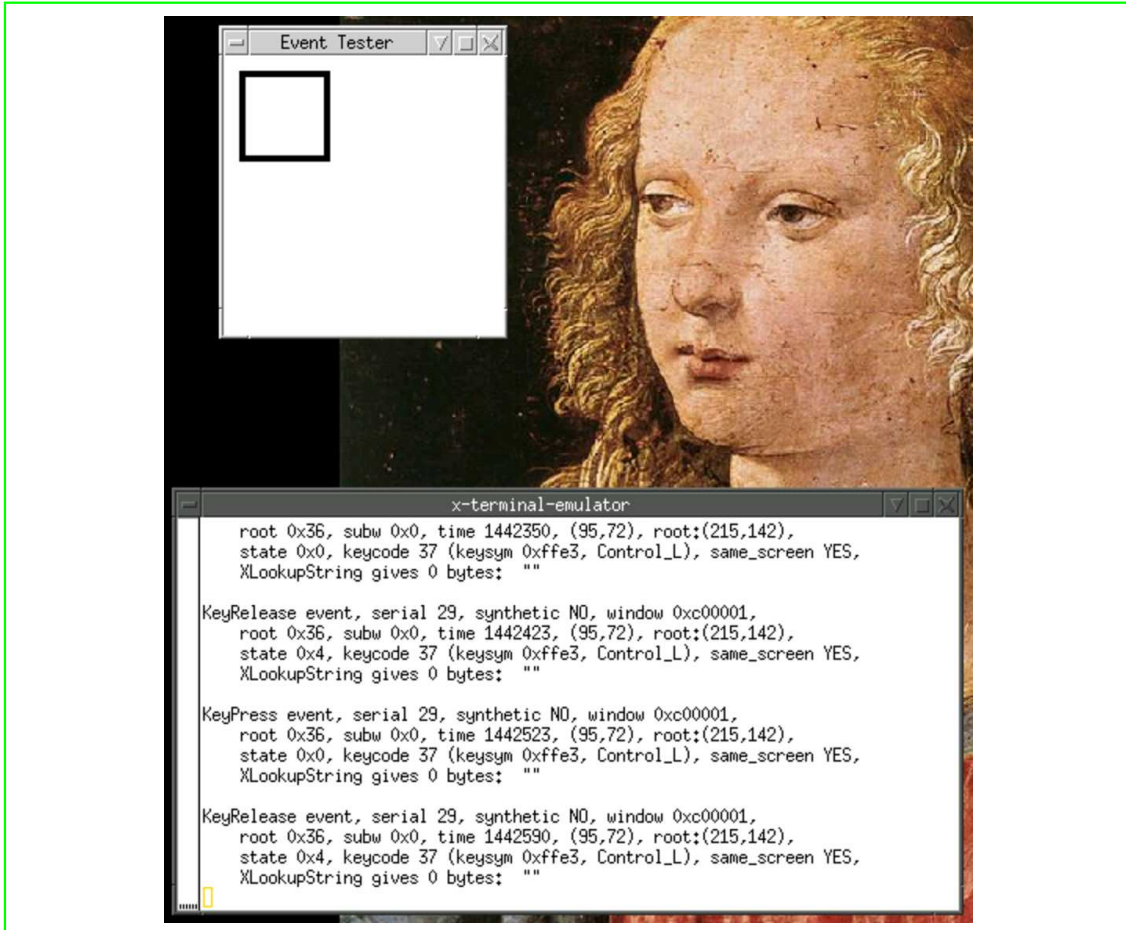 Event Tester
x-terminal-emulator
root 0x36, subw 0x0, time 1442350, (95,72), root:(215,142),
state 0x0, keycode 37 (keysym 0xffe3, Control_L), same_screen YES,
XLookupString gives 0 bytes:  ""
KeyRelease event, serial 29, synthetic NO, window 0xc00001,
root 0x36, subw 0x0, time 1442423, (95,72), root:(215,142),
state 0x4, keycode 37 (keysym 0xffe3, Control_L), same_screen YES,
XLookupString gives 0 bytes:  ""
KeyPress event, serial 29, synthetic NO, window 0xc00001,
root 0x36, subw 0x0, time 1442523, (95,72), root:(215,142),
state 0x0, keycode 37 (keysym 0xffe3, Control_L), same_screen YES,
XLookupString gives 0 bytes:  ""
KeyRelease event, serial 29, synthetic NO, window 0xc00001,
root 0x36, subw 0x0, time 1442590, (95,72), root:(215,142),
state 0x4, keycode 37 (keysym 0xffe3, Control_L), same_screen YES,
XLookupString gives 0 bytes:  ""